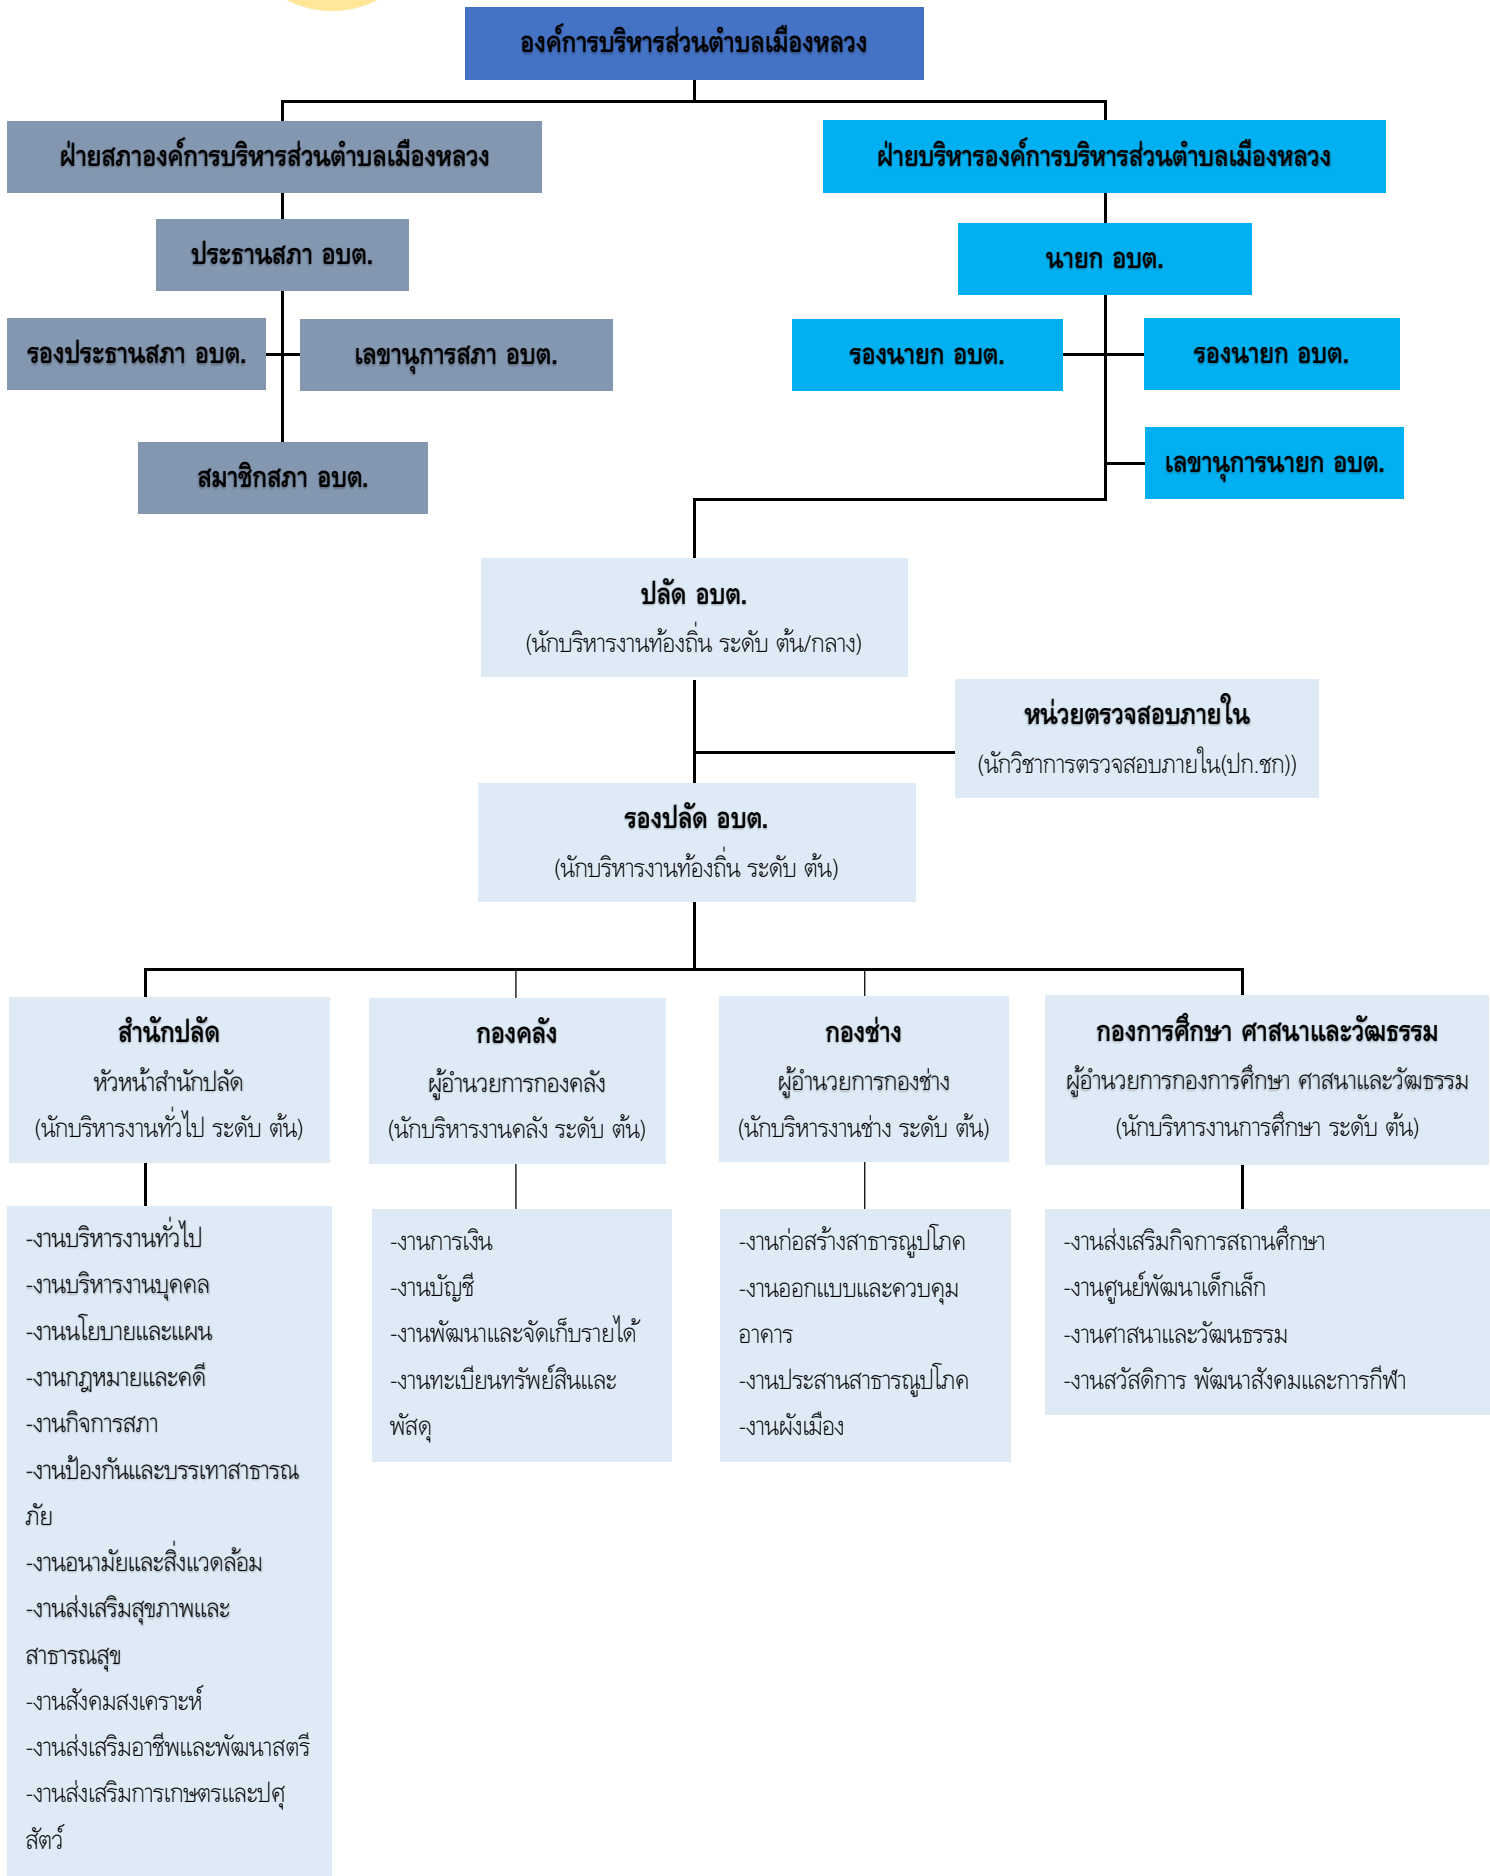 องค์การบริหารส่วนตำบลเมืองหลวง
ฝ่ายสภาองค์การบริหารส่วนตำบลเมืองหลวง
ฝ่ายบริหารองค์การบริหารส่วนตำบลเมืองหลวง
ประธานสภา อบต.
นายก อบต.
รองประธานสภา อบต.
เลขานุการสภา อบต.
รองนายก อบต.
รองนายก อบต.
สมาชิกสภา อบต.
เลขานุการนายก อบต.
ปลัด อบต.
(นักบริหารงานท้องถิ่น ระดับ ต้น/กลาง)
หน่วยตรวจสอบภายใน
(นักวิชาการตรวจสอบภายใน(ปก.ชก))
รองปลัด อบต.
(นักบริหารงานท้องถิ่น ระดับ ต้น)
สำนักปลัด
หัวหน้าสำนักปลัด
(นักบริหารงานทั่วไป ระดับ ต้น)
กองคลัง
ผู้อำนวยการกองคลัง
(นักบริหารงานคลัง ระดับ ต้น)
กองช่าง
ผู้อำนวยการกองช่าง
(นักบริหารงานช่าง ระดับ ต้น)
กองการศึกษา ศาสนาและวัฒธรรม
ผู้อำนวยการกองการศึกษา ศาสนาและวัฒธรรม
(นักบริหารงานการศึกษา ระดับ ต้น)
-งานบริหารงานทั่วไป
-งานบริหารงานบุคคล
-งานนโยบายและแผน
-งานกฎหมายและคดี
-งานกิจการสภา
-งานป้องกันและบรรเทาสาธารณ
ภัย
-งานอนามัยและสิ่งแวดล้อม
-งานส่งเสริมสุขภาพและ
สาธารณสุข
-งานสังคมสงเคราะห์
-งานส่งเสริมอาชีพและพัฒนาสตรี
-งานส่งเสริมการเกษตรและปศุ
สัตว์
-งานการเงิน
-งานบัญชี
-งานพัฒนาและจัดเก็บรายได้
-งานทะเบียนทรัพย์สินและ
พัสดุ
-งานก่อสร้างสาธารณูปโภค
-งานออกแบบและควบคุม
อาคาร
-งานประสานสาธารณูปโภค
-งานผังเมือง
-งานส่งเสริมกิจการสถานศึกษา
-งานศูนย์พัฒนาเด็กเล็ก
-งานศาสนาและวัฒนธรรม
-งานสวัสดิการ พัฒนาสังคมและการกีฬา